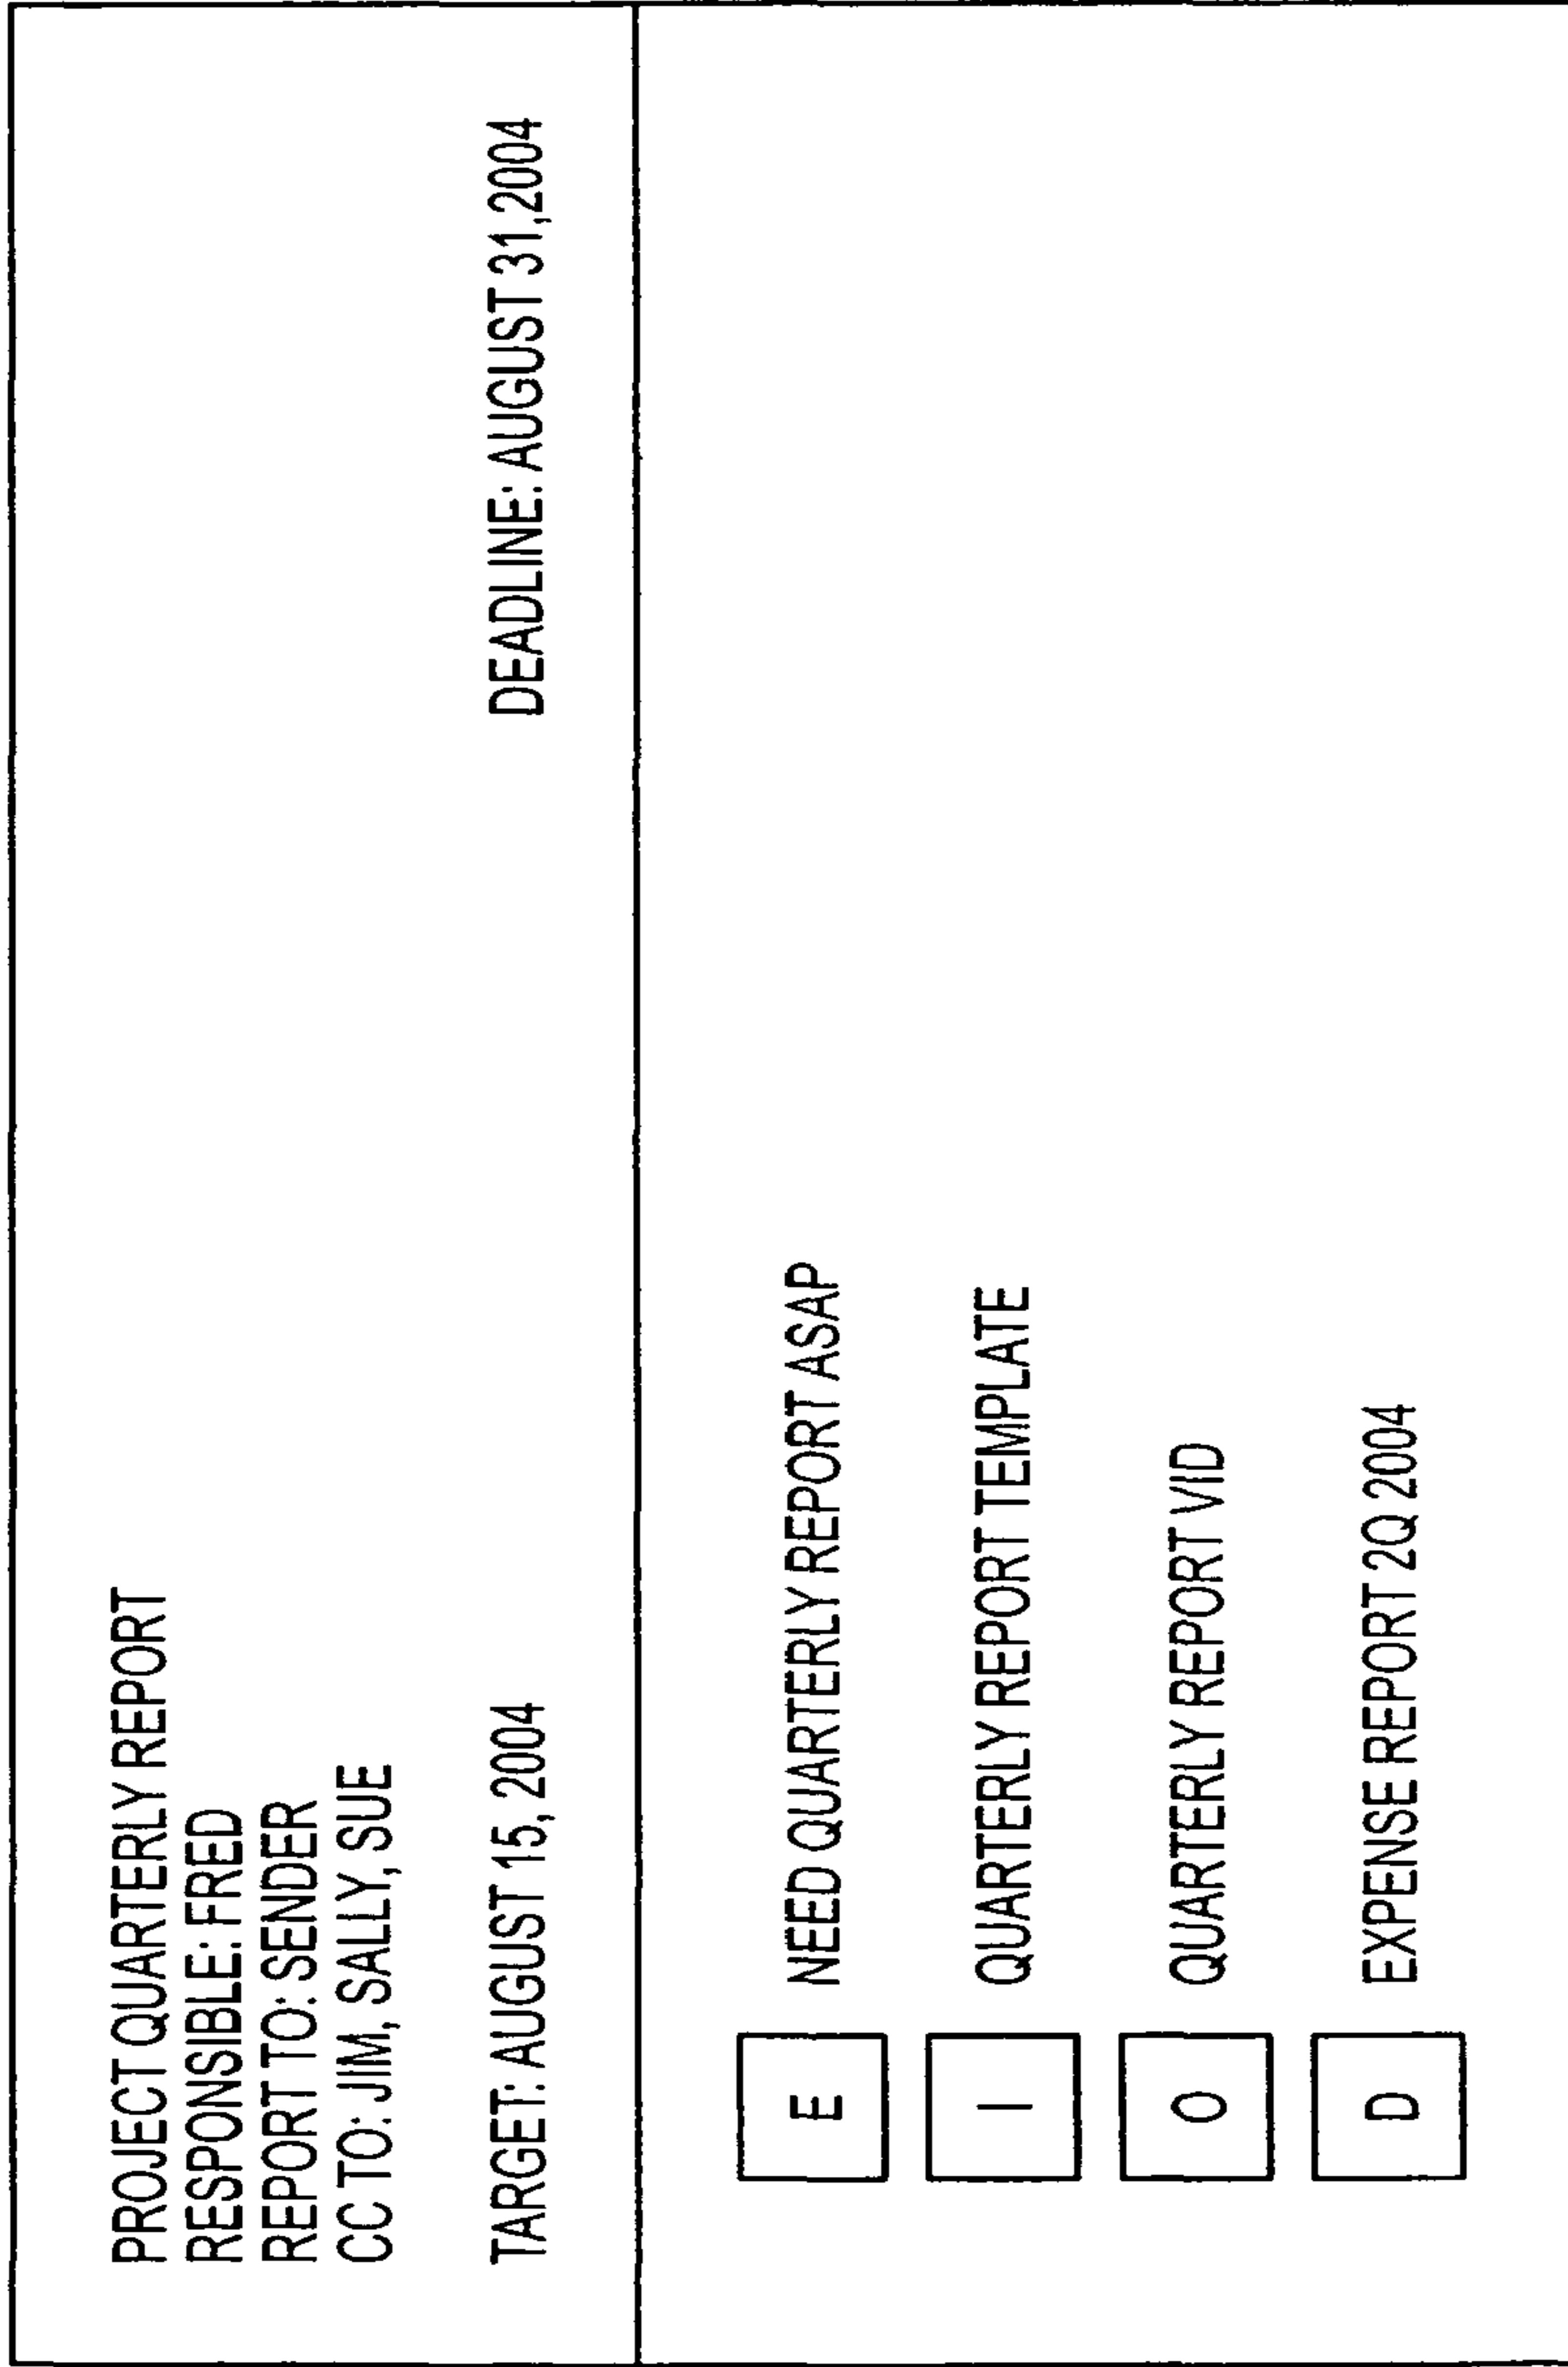 PROJECT QUARTERLY REPORT
RESPONSIBLE: FRED
REPORT TO: SENDER
CC TO: JIM, SALLY, SUE
TARGET: AUGUST 15, 2004 DEADLINE: AUGUST 31,2004
E NEED QUARTERLY REPORT ASAP
I QUARTERLY REPORT TEMPLATE
O QUARTERLY REPORT VID
D EXPENSE REPORT 2Q 2004